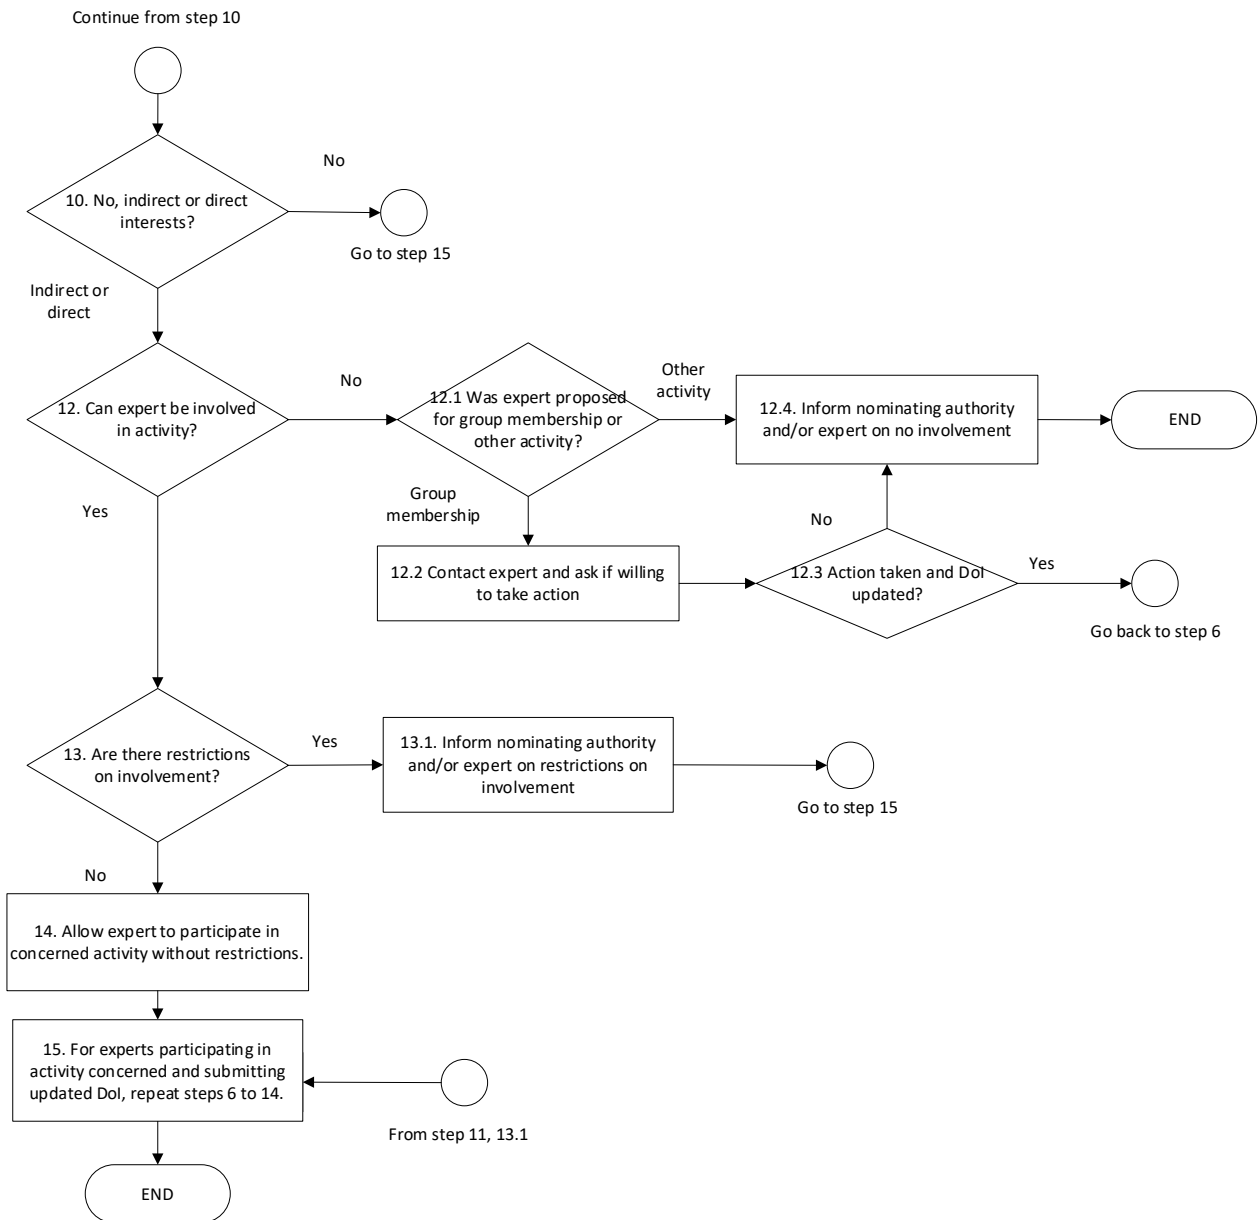 Continue from step 10
No
10. No, indirect or direct
interests?
Go to step 15
Indirect or
direct
No
12. Can expert be involved
in activity?
12.1 Was expert proposed
for group membership or
other activity?
Other
activity
12.4. Inform nominating authority
and/or expert on no involvement
END
Yes
Group
membership
No
12.2 Contact expert and ask if willing
to take action
12.3 Action taken and DoI
updated?
Yes
Go back to step 6
13. Are there restrictions
on involvement?
Yes
13.1. Inform nominating authority
and/or expert on restrictions on
involvement
Go to step 15
No
14. Allow expert to participate in
concerned activity without restrictions.
15. For experts participating in
activity concerned and submitting
updated DoI, repeat steps 6 to 14.
From step 11, 13.1
END